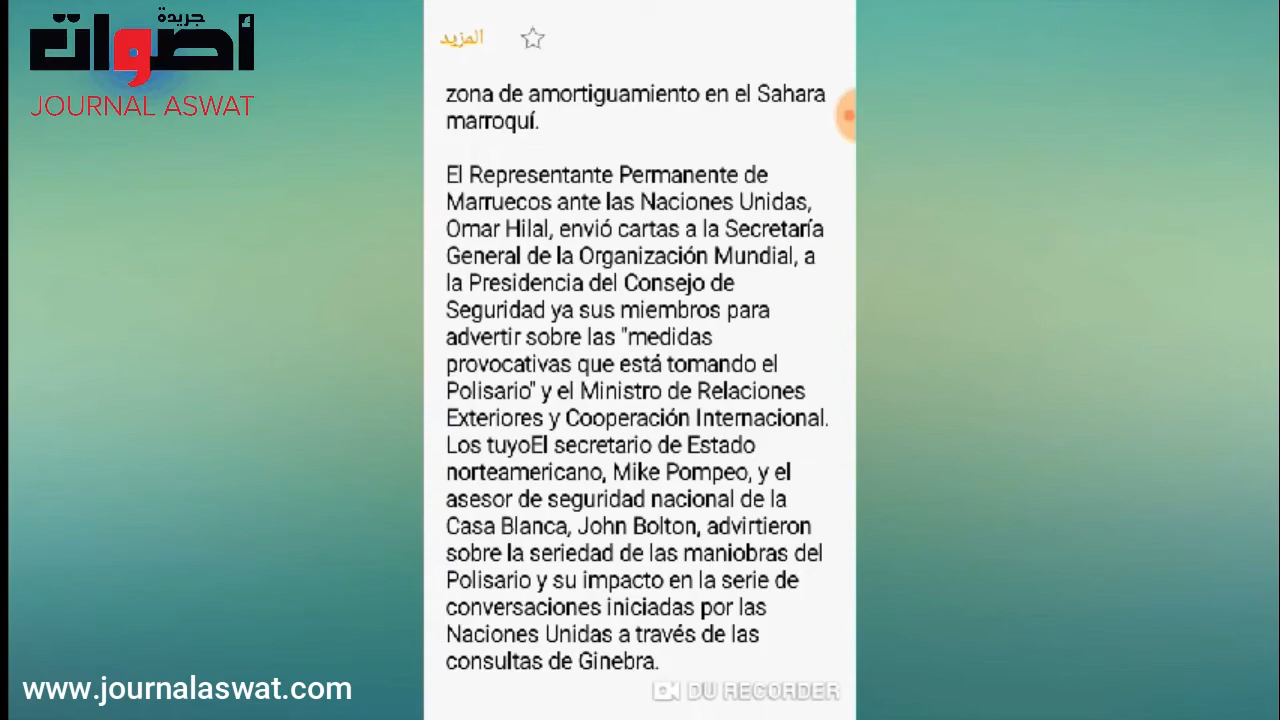 جريدة
أصوات
JOURNAL ASWAT
المزيد
zona de amortiguamiento en el Sahara
marroquí.
El Representante Permanente de
Marruecos ante las Naciones Unidas,
Omar Hilal, envió cartas a la Secretaría
General de la Organización Mundial, a
la Presidencia del Consejo de
Seguridad ya sus miembros para
advertir sobre las "medidas
provocativas que está tomando el
Polisario" y el Ministro de Relaciones
Exteriores y Cooperación Internacional.
Los tuyoEl secretario de Estado
norteamericano, Mike Pompeo, y el
asesor de seguridad nacional de la
Casa Blanca, John Bolton, advirtieron
sobre la seriedad de las maniobras del
Polisario y su impacto en la serie de
conversaciones iniciadas por las
Naciones Unidas a través de las
consultas de Ginebra.
DU RECORDER
www.journalaswat.com